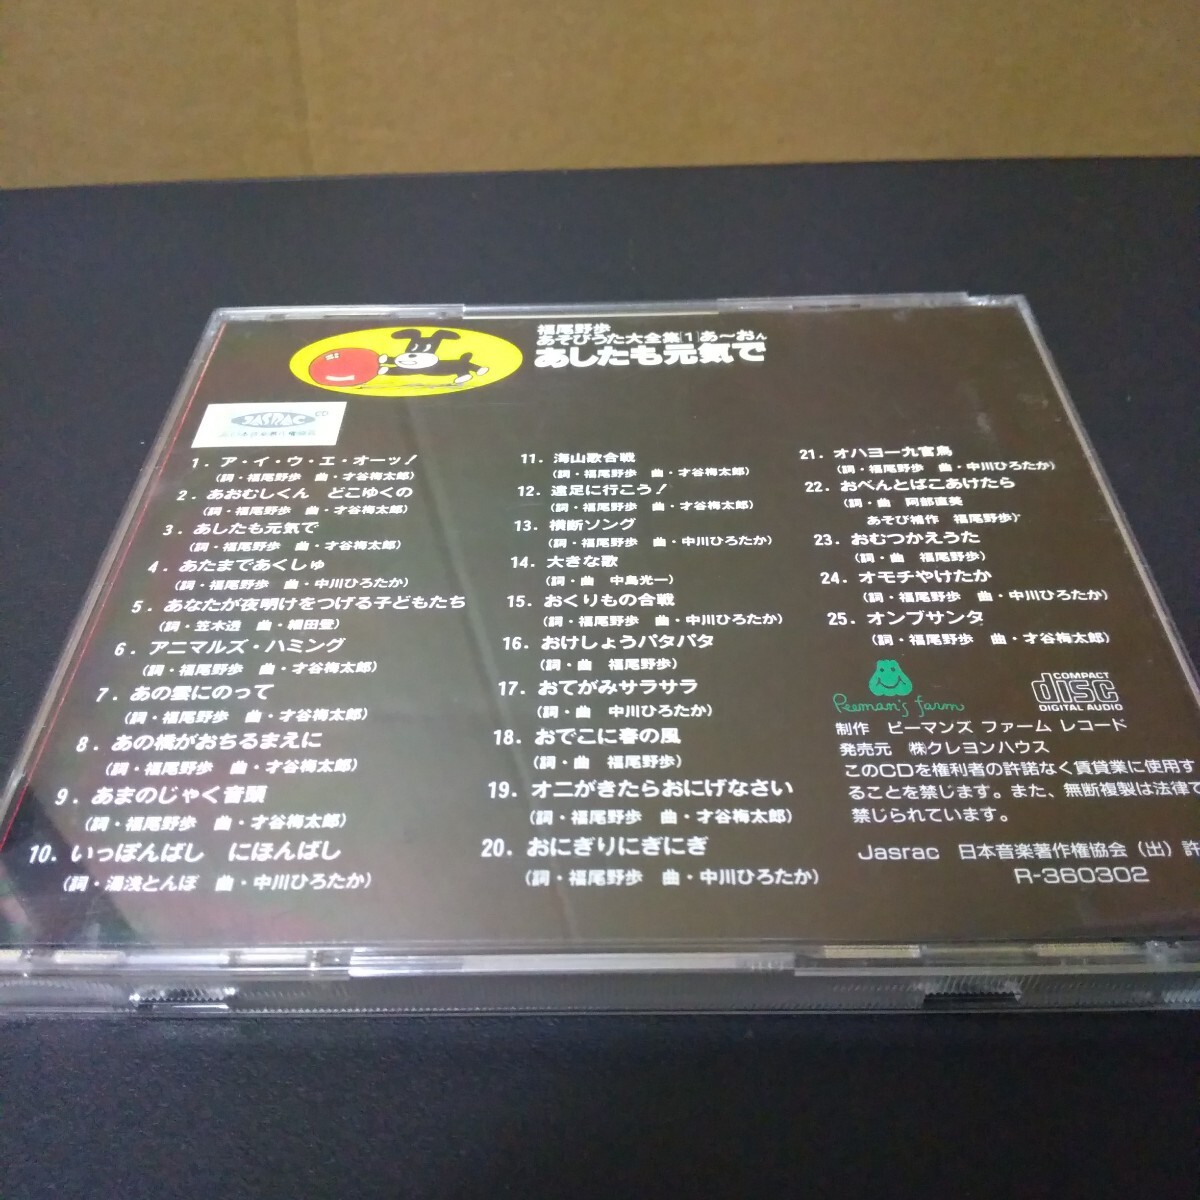 福尾野歩
あそびうた大全集[1]あ〜おん
あしたも元気で
JASRAC
1. ア・イ・ウ・エ・オーッ!
(詞・福尾野歩 曲・才谷梅太郎)
2. あおむしくん どこゆくの
(詞・福尾野歩 曲・才谷梅太郎)
3. あしたも元気で
(詞・福尾野歩 曲・才谷梅太郎)
4. あたまであくしゅ
(詞・福尾野歩 曲・中川ひろたか)
5. あなたが夜明けをつげる子どもたち
(詞・笠木透 曲・細田登)
6. アニマルズ・ハミング
(詞・福尾野歩 曲・才谷梅太郎)
7. あの雲にのって
(詞・福尾野歩 曲・才谷梅太郎)
8. あの橋がおちるまえに
(詞・福尾野歩 曲・才谷梅太郎)
9. あまのじゃく音頭
(詞・福尾野歩 曲・才谷梅太郎)
10. いっぽんばし にほんばし
(詞・湯浅とんぼ 曲・中川ひろたか)
11. 海山歌合戦
(詞・福尾野歩 曲・才谷梅太郎)
12. 遠足に行こう!
(詞・福尾野歩 曲・才谷梅太郎)
13. 横断ソング
(詞・福尾野歩 曲・中川ひろたか)
14. 大きな歌
(詞・曲 中島光一)
15. おくりもの合戦
(詞・福尾野歩 曲・中川ひろたか)
16. おけしょうパタパタ
(詞・曲 福尾野歩)
17. おてがみサラサラ
(詞・曲 中川ひろたか)
18. おでこに春の風
(詞・曲 福尾野歩)
19. オニがきたらおにげなさい
(詞・福尾野歩 曲・才谷梅太郎)
20. おにぎりにぎにぎ
(詞・福尾野歩 曲・中川ひろたか)
21. オハヨー九官鳥
(詞・福尾野歩 曲・中川ひろたか)
22. おべんとばこあけたら
(詞・曲 阿部直美
あそび補作 福尾野歩)
23. おむつかえうた
(詞・曲 福尾野歩)
24. オモチやけたか
(詞・福尾野歩 曲・中川ひろたか)
25. オンブサンタ
(詞・福尾野歩 曲・才谷梅太郎)
Peeman's farm
COMPACT
disc
DIGITAL AUDIO
制作 ピーマンズ ファーム レコード
発売元 ㈱クレヨンハウス
このCDを権利者の許諾なく賃貸業に使用す
ることを禁じます。また、無断複製は法律で
禁じられています。
Jasrac 日本音楽著作権協会(出)許
R-360302